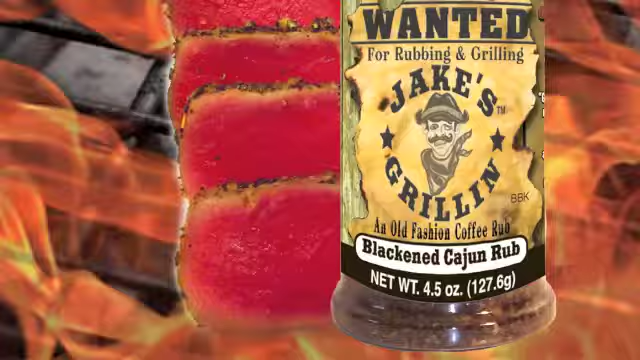 WANTED
For Rubbing & Grilling
JAKE'S
TM
GRILLIN
BBK
An Old Fashion Coffee Rub
Blackened Cajun Rub
NET WT. 4.5 oz. (127.6g)